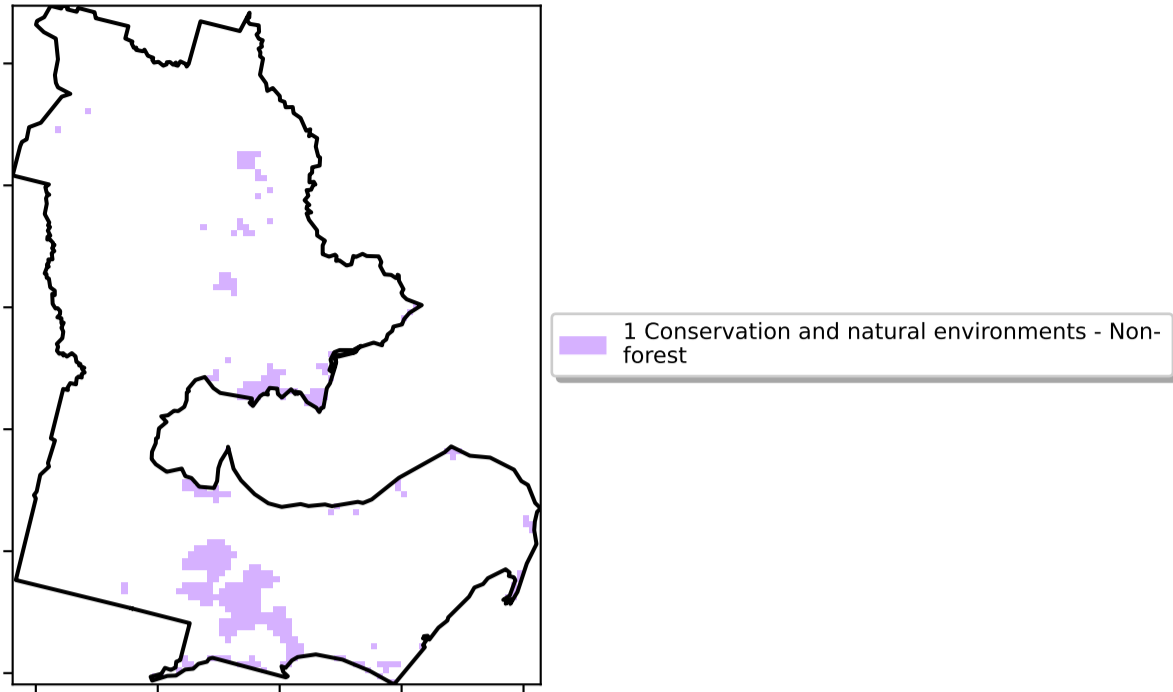 1 Conservation and natural environments - Non-
forest